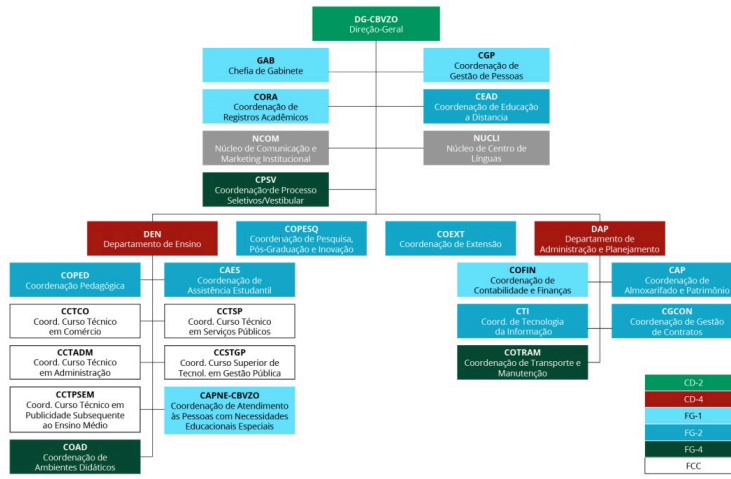 DG-CBVZO
Direção-Geral
GAB
Chefia de Gabinete
CGP
Coordenação de
Gestão de Pessoas
CORA
Coordenação de
Registros Acadêmicos
CEAD
Coordenação de Educação
a Distancia
NCOM
Núcleo de Comunicação e
Marketing Institucional
NUCLI
Núcleo de Centro de
Línguas
CPSV
Coordenação de Processo
Seletivos/Vestibular
DEN
Departamento de Ensino
COPESQ
Coordenação de Pesquisa,
Pós-Graduação e Inovação
COEXT
Coordenação de Extensão
DAP
Departamento de
Administração e Planejamento
COPED
Coordenação Pedagógica
CAES
Coordenação de
Assistência Estudantil
COFIN
Coordenação de
Contabilidade e Finanças
CAP
Coordenação de
Almoxarifado e Patrimônio
CCTCO
Coord. Curso Técnico
em Comércio
CCTSP
Coord. Curso Técnico
em Serviços Públicos
CTI
Coord. de Tecnologia
da Informação
CGCON
Coordenação de Gestão
de Contratos
CCTADM
Coord. Curso Técnico
em Administração
CCSTGP
Coord. Curso Superior de
Tecnol. em Gestão Pública
COTRAM
Coordenação de Transporte e
Manutenção
CCTPSEM
Coord. Curso Técnico em
Publicidade Subsequente
ao Ensino Médio
CAPNE-CBVZO
Coordenação de Atendimento
às Pessoas com Necessidades
Educacionais Especiais
COAD
Coordenação de
Ambientes Didáticos
CD-2
CD-4
FG-1
FG-2
FG-4
FCC